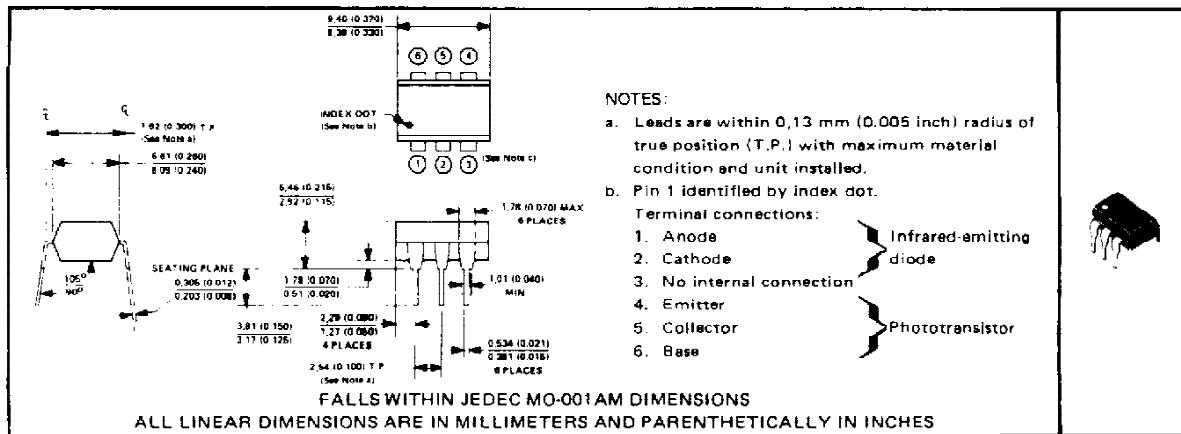 9,40 (0.370)
8,38 (0.330)
6 5 4
INDEX DOT
(See Note b)
(See Note c)
1 2 3
7,62 (0.300) T.P
(See Note a)
6,61 (0.260)
6,09 (0.240)
5,46 (0.215)
2,92 (0.115)
1,78 (0.070) MAX
6 PLACES
105°
90°
SEATING PLANE
0,305 (0.012)
0,203 (0.008)
1,78 (0.070)
0,51 (0.020)
1,01 (0.040)
MIN
3,81 (0.150)
3,17 (0.125)
2,29 (0.090)
1,27 (0.050)
4 PLACES
0.534 (0.021)
0.381 (0.015)
6 PLACES
2,54 (0.100) T P
(See Note a)
NOTES:
a. Leads are within 0,13 mm (0.005 inch) radius of
true position (T.P.) with maximum material
condition and unit installed.
b. Pin 1 identified by index dot.
Terminal connections:
1. Anode
2. Cathode
Infrared-emitting
diode
3. No internal connection
4. Emitter
5. Collector
6. Base
Phototransistor
FALLS WITHIN JEDEC MO-001AM DIMENSIONS
ALL LINEAR DIMENSIONS ARE IN MILLIMETERS AND PARENTHETICALLY IN INCHES